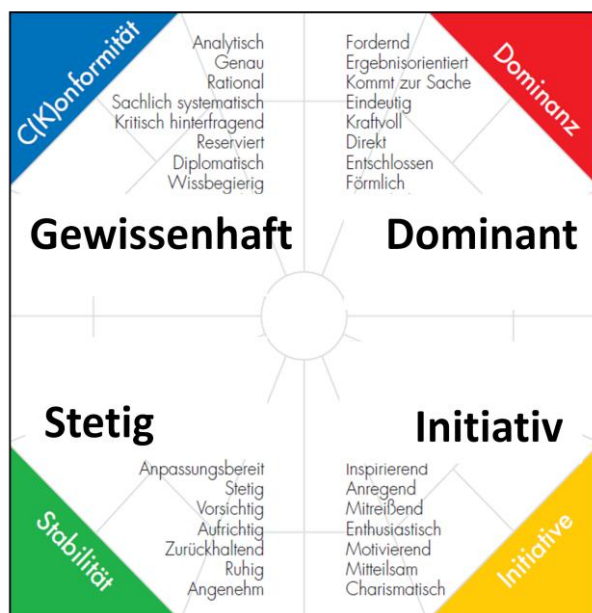 C(K)onformität
Analytisch
Genau
Rational
Sachlich systematisch
Kritisch hinterfragend
Reserviert
Diplomatisch
Wissbegierig
Fordernd
Ergebnisorientiert
Kommt zur Sache
Eindeutig
Kraftvoll
Direkt
Entschlossen
Förmlich
Dominanz
Gewissenhaft
Dominant
Stetig
Initiativ
Stabilität
Anpassungsbereit
Stetig
Vorsichtig
Aufrichtig
Zurückhaltend
Ruhig
Angenehm
Inspirierend
Anregend
Mitreißend
Enthusiastisch
Motivierend
Mitteilsam
Charismatisch
Initiative